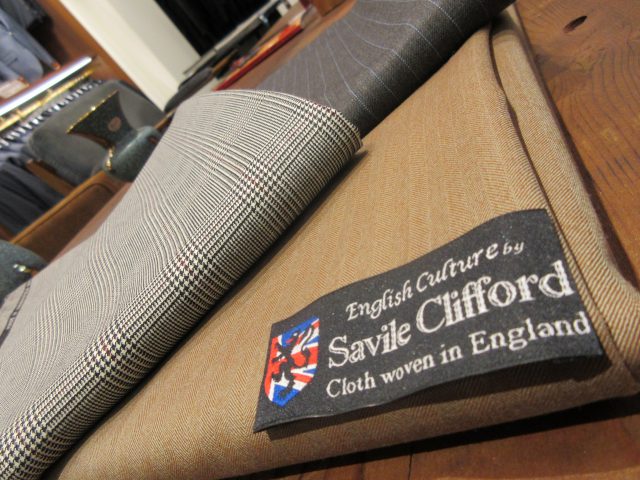 English Culture by
Savile Clifford
Cloth woven in England